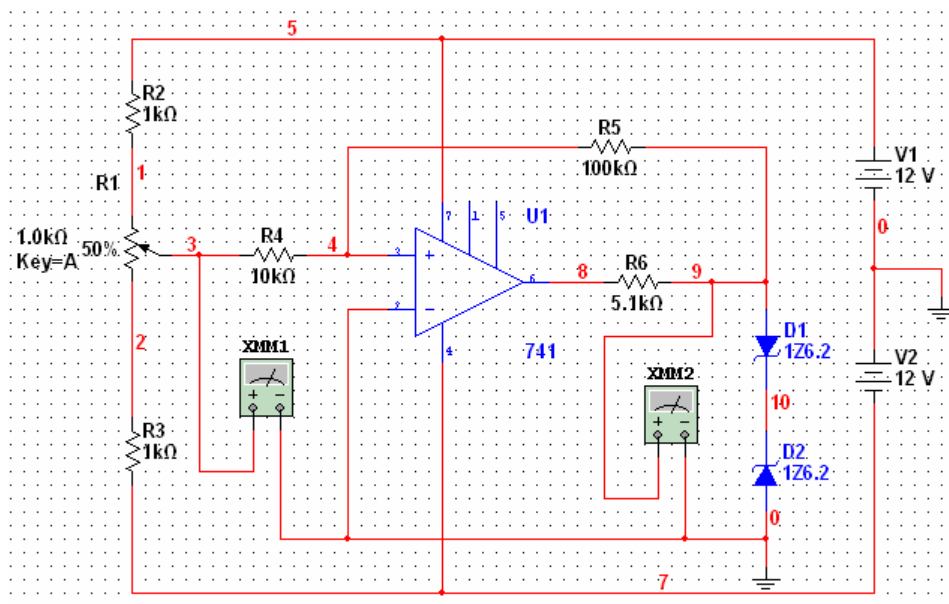 5
R2
1kΩ
R5
100kΩ
V1
12 V
1
R1
7
1
5
U1
0
1.0kΩ
50%
Key=A
3
R4
10kΩ
4
3
+
R6
5.1kΩ
8
9
6
2
−
4
741
2
XMM1
+ −
D1
1Z6.2
V2
12 V
XMM2
+ −
10
R3
1kΩ
D2
1Z6.2
0
7